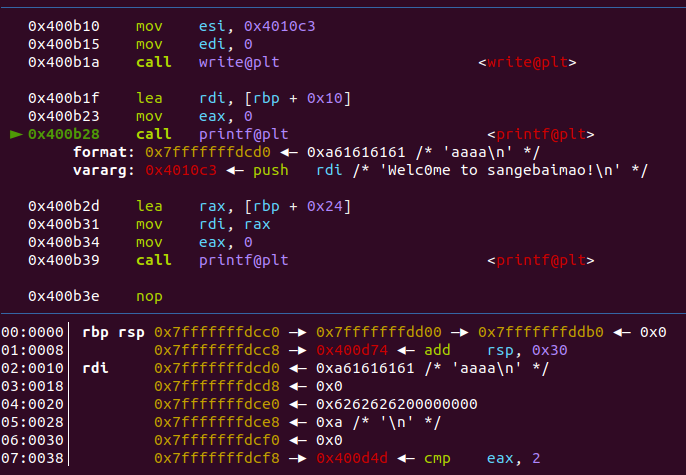 0x400b10 mov esi, 0x4010c3
0x400b15 mov edi, 0
0x400b1a call write@plt <write@plt>
0x400b1f lea rdi, [rbp + 0x10]
0x400b23 mov eax, 0
► 0x400b28 call printf@plt <printf@plt>
format: 0x7fffffffdcd0 ◂— 0xa61616161 /* 'aaaa\n' */
vararg: 0x4010c3 ◂— push rdi /* 'Welc0me to sangebaimao!\n' */
0x400b2d lea rax, [rbp + 0x24]
0x400b31 mov rdi, rax
0x400b34 mov eax, 0
0x400b39 call printf@plt <printf@plt>
0x400b3e nop
00:0000│ rbp rsp 0x7fffffffdcc0 —▸ 0x7fffffffdd00 —▸ 0x7fffffffddb0 ◂— 0x0
01:0008│ 0x7fffffffdcc8 —▸ 0x400d74 ◂— add rsp, 0x30
02:0010│ rdi 0x7fffffffdcd0 ◂— 0xa61616161 /* 'aaaa\n' */
03:0018│ 0x7fffffffdcd8 ◂— 0x0
04:0020│ 0x7fffffffdce0 ◂— 0x6262626200000000
05:0028│ 0x7fffffffdce8 ◂— 0xa /* '\n' */
06:0030│ 0x7fffffffdcf0 ◂— 0x0
07:0038│ 0x7fffffffdcf8 —▸ 0x400d4d ◂— cmp eax, 2